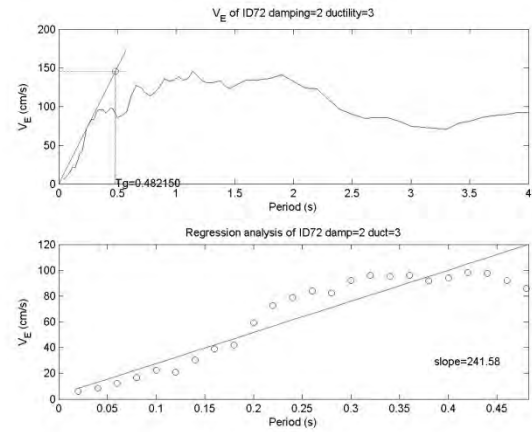 V_E of ID72 damping=2 ductility=3
200
150
100
50
0
V_E (cm/s)
Tg=0.482150
0 0.5 1 1.5 2 2.5 3 3.5 4
Period (s)
Regression analysis of ID72 damp=2 duct=3
120
100
80
60
40
20
0
V_E (cm/s)
slope=241.58
0 0.05 0.1 0.15 0.2 0.25 0.3 0.35 0.4 0.45
Period (s)